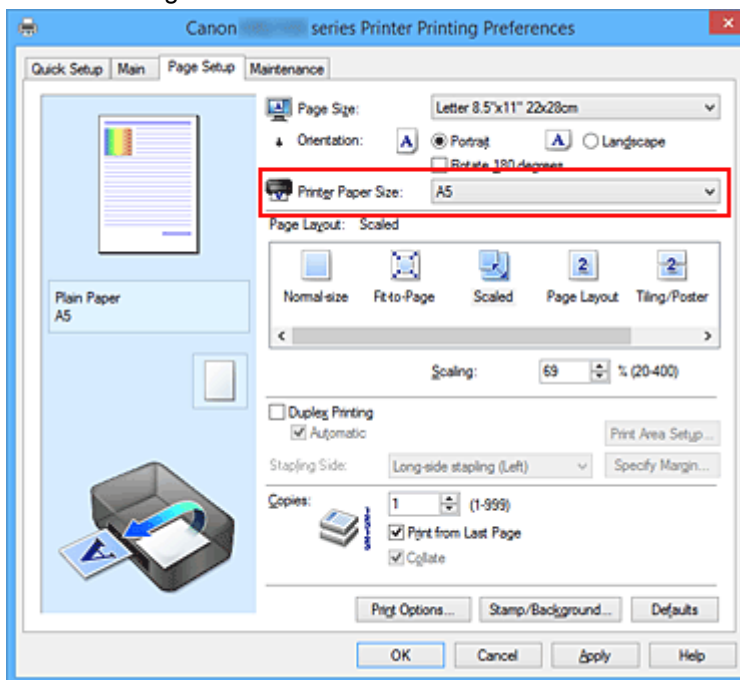 Canon series Printer Printing Preferences
Quick Setup Main Page Setup Maintenance
Page Size: Letter 8.5"x11" 22x28cm
Orientation: A Portrait A Landscape
Rotate 180 degrees
Printer Paper Size: A5
Page Layout: Scaled
Normal-size Fit-to-Page Scaled Page Layout Tiling/Poster
Plain Paper
A5
Scaling: 69 % (20-400)
Duplex Printing
Automatic
Print Area Setup...
Stapling Side: Long-side stapling (Left) Specify Margin...
Copies: 1 (1-999)
Print from Last Page
Collate
Print Options... Stamp/Background... Defaults
OK Cancel Apply Help